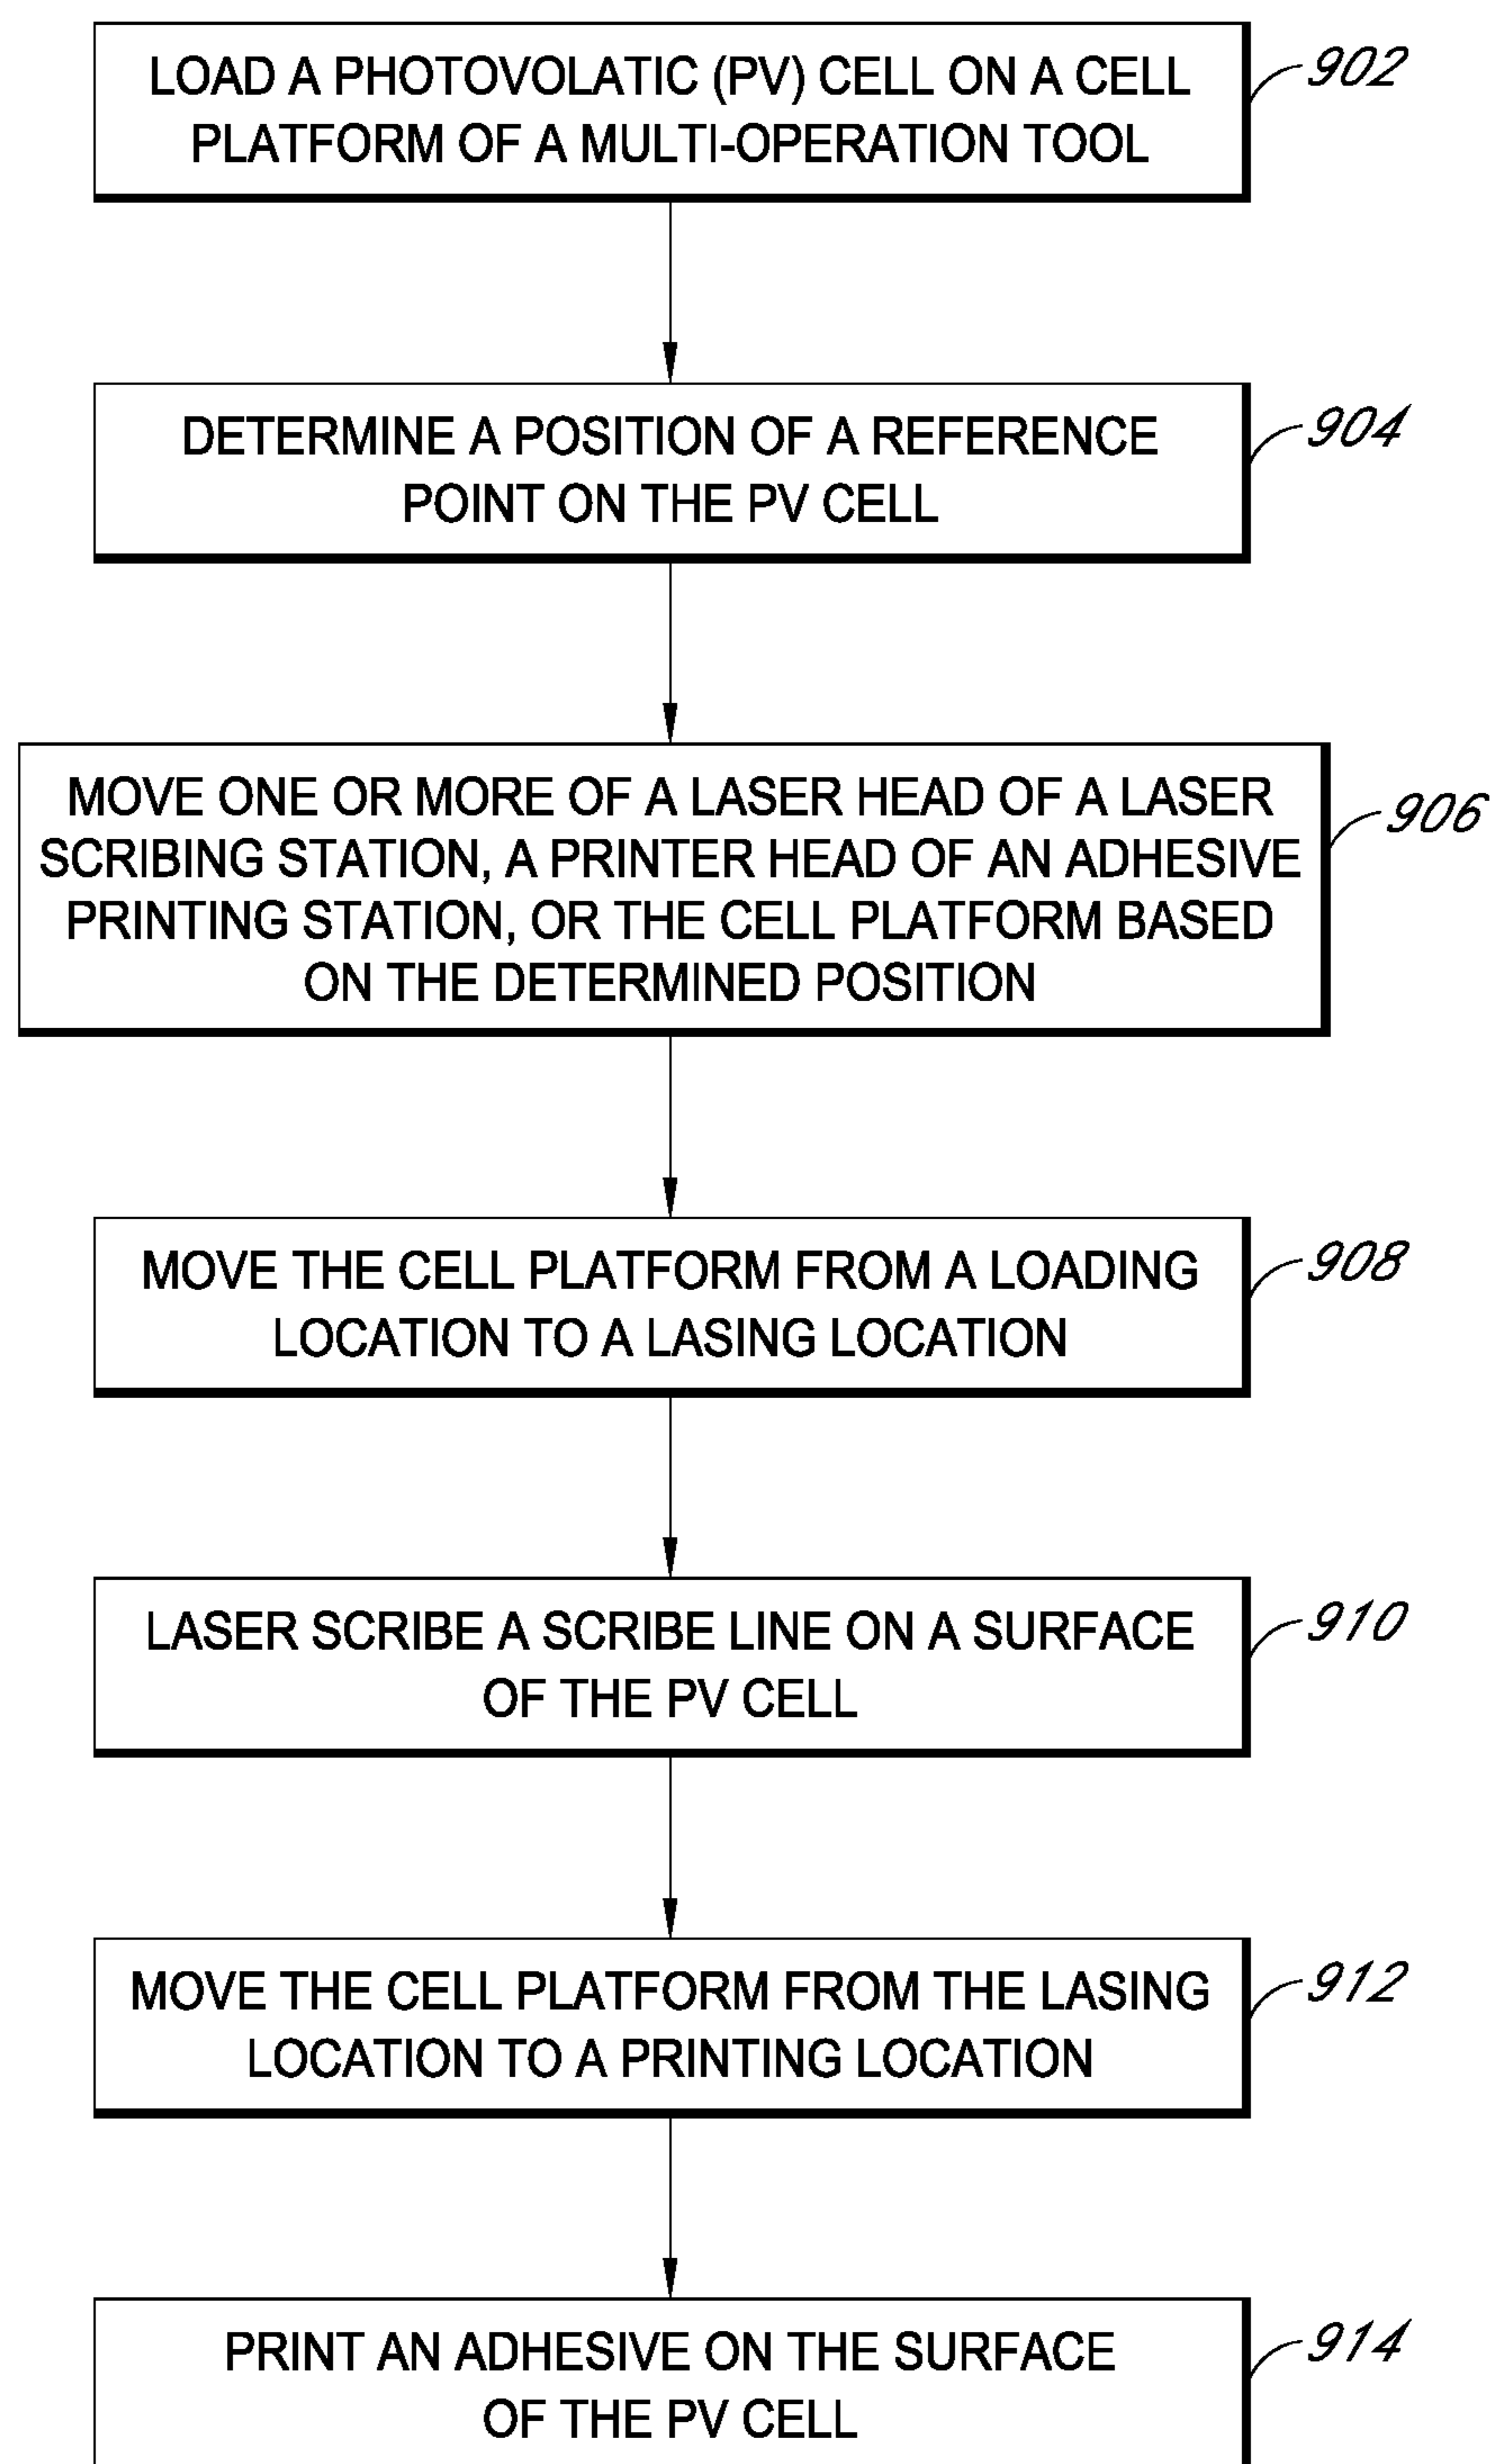 LOAD A PHOTOVOLATIC (PV) CELL ON A CELL
PLATFORM OF A MULTI-OPERATION TOOL
902
DETERMINE A POSITION OF A REFERENCE
POINT ON THE PV CELL
904
MOVE ONE OR MORE OF A LASER HEAD OF A LASER
SCRIBING STATION, A PRINTER HEAD OF AN ADHESIVE
PRINTING STATION, OR THE CELL PLATFORM BASED
ON THE DETERMINED POSITION
906
MOVE THE CELL PLATFORM FROM A LOADING
LOCATION TO A LASING LOCATION
908
LASER SCRIBE A SCRIBE LINE ON A SURFACE
OF THE PV CELL
910
MOVE THE CELL PLATFORM FROM THE LASING
LOCATION TO A PRINTING LOCATION
912
PRINT AN ADHESIVE ON THE SURFACE
OF THE PV CELL
914